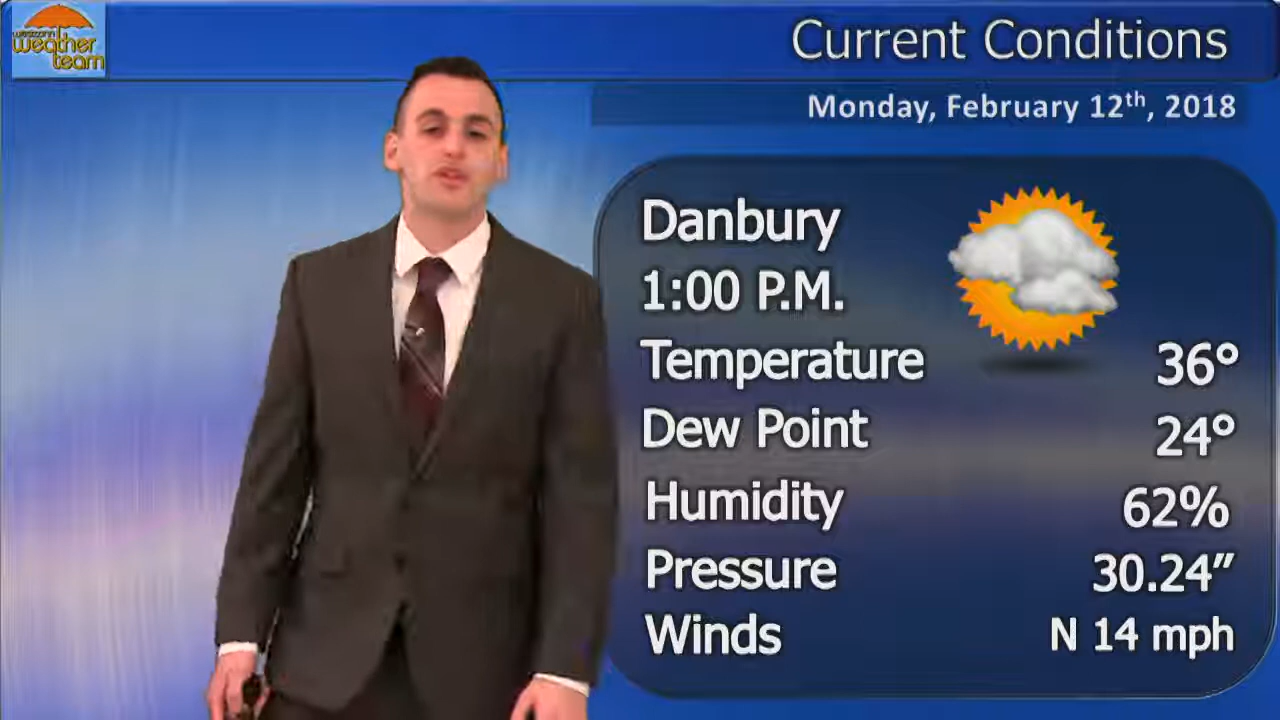 westconn
weather
team
Current Conditions
Monday, February 12th, 2018
Danbury
1:00 P.M.
Temperature 36°
Dew Point 24°
Humidity 62%
Pressure 30.24”
Winds N 14 mph